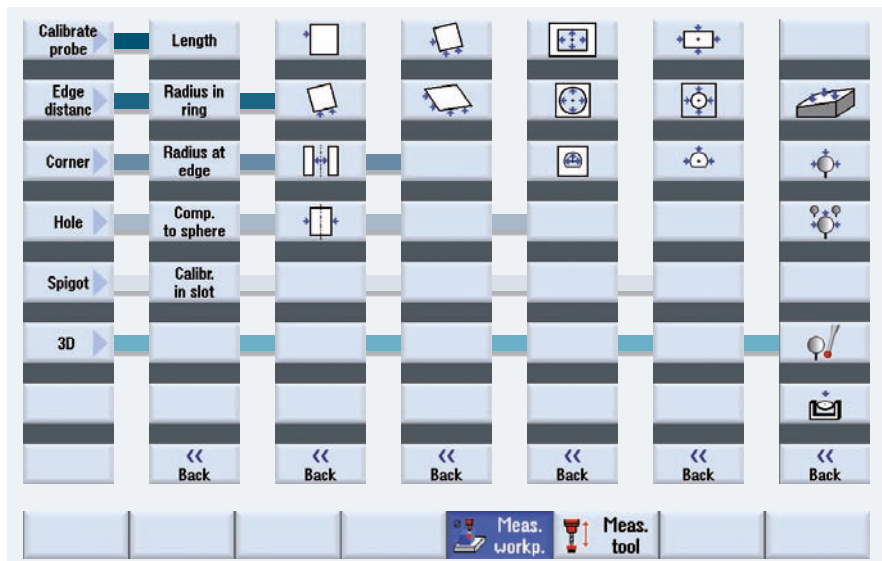 Calibrate
probe
Length
Edge
distanc
Radius in
ring
Corner
Radius at
edge
Hole
Comp.
to sphere
Spigot
Calibr.
in slot
3D
<<
Back
<<
Back
<<
Back
<<
Back
<<
Back
<<
Back
Meas.
workp.
Meas.
tool